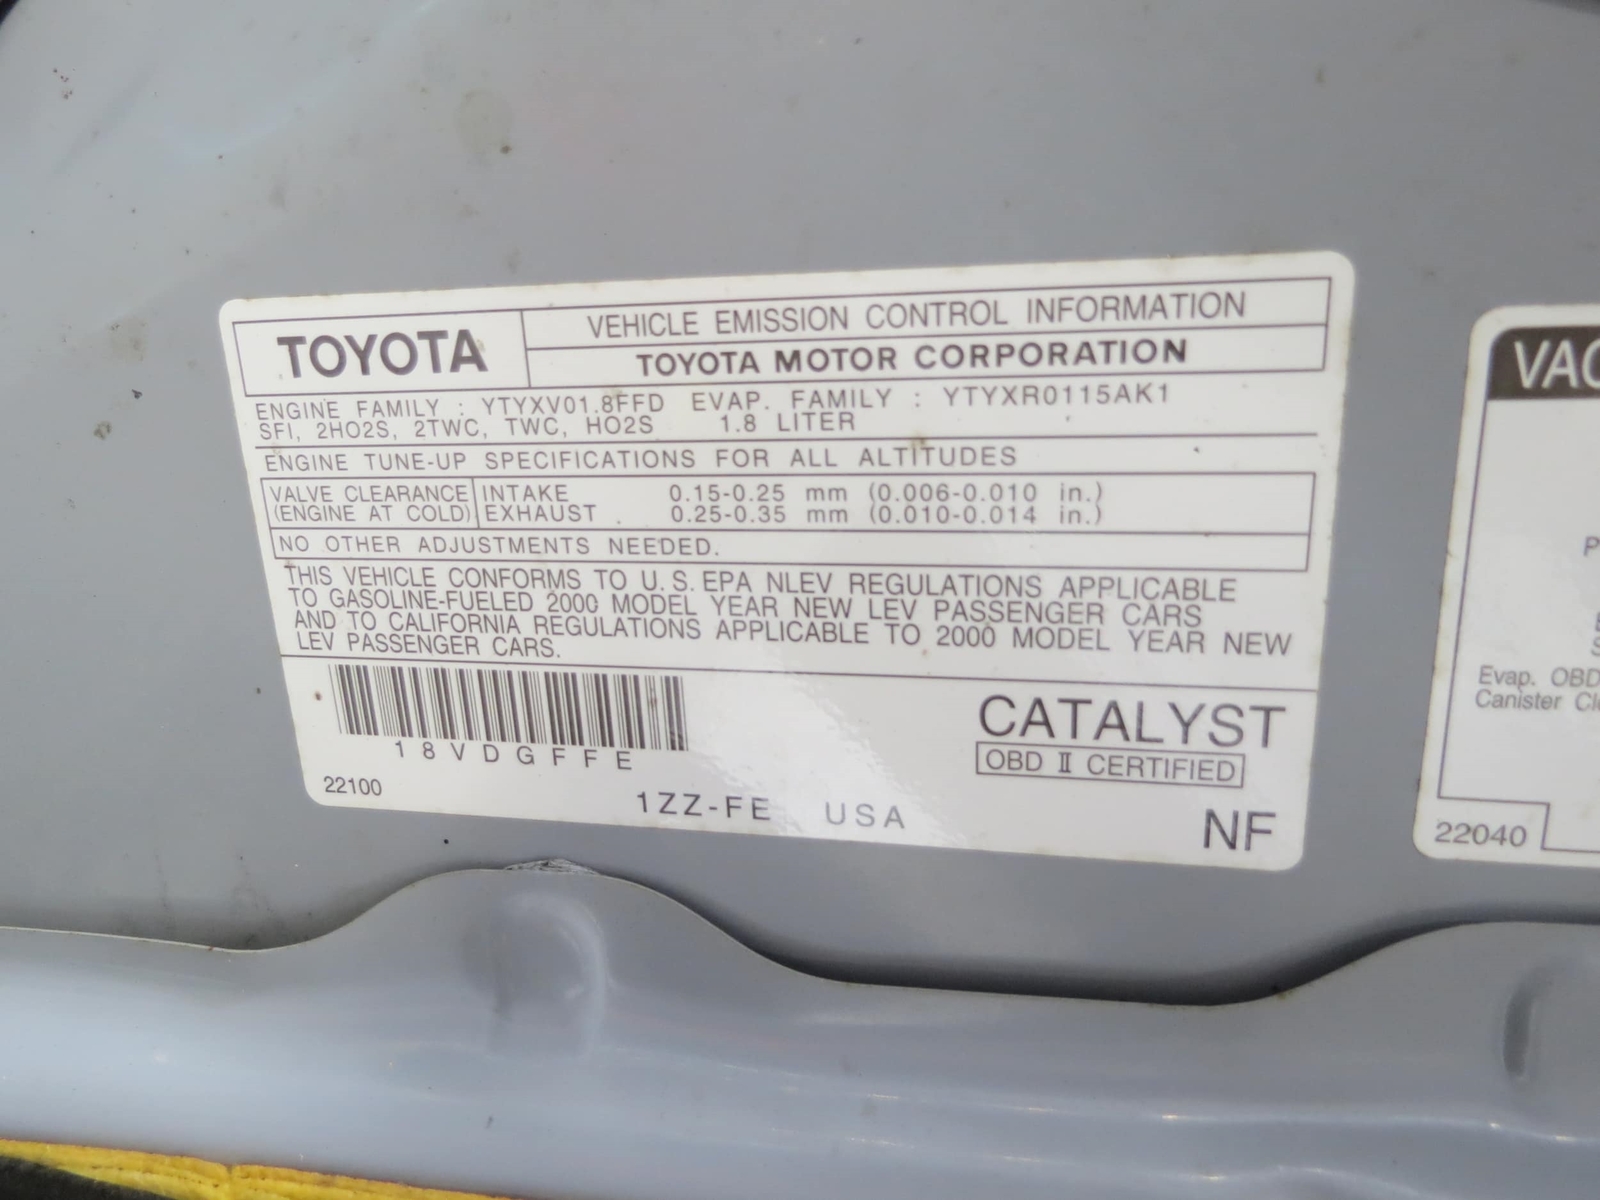 TOYOTA
VEHICLE EMISSION CONTROL INFORMATION
TOYOTA MOTOR CORPORATION
ENGINE FAMILY : YTYXV01.8FFD EVAP. FAMILY : YTYXR0115AK1
SFI, 2HO2S, 2TWC, TWC, HO2S 1.8 LITER
ENGINE TUNE-UP SPECIFICATIONS FOR ALL ALTITUDES
VALVE CLEARANCE INTAKE 0.15-0.25 mm (0.006-0.010 in.)
(ENGINE AT COLD) EXHAUST 0.25-0.35 mm (0.010-0.014 in.)
NO OTHER ADJUSTMENTS NEEDED.
THIS VEHICLE CONFORMS TO U.S. EPA NLEV REGULATIONS APPLICABLE
TO GASOLINE-FUELED 2000 MODEL YEAR NEW LEV PASSENGER CARS
AND TO CALIFORNIA REGULATIONS APPLICABLE TO 2000 MODEL YEAR NEW
LEV PASSENGER CARS.
18VDGFFE
22100
1ZZ-FE USA
CATALYST
OBD II CERTIFIED
NF
VAC
Evap. OBD
Canister
22040